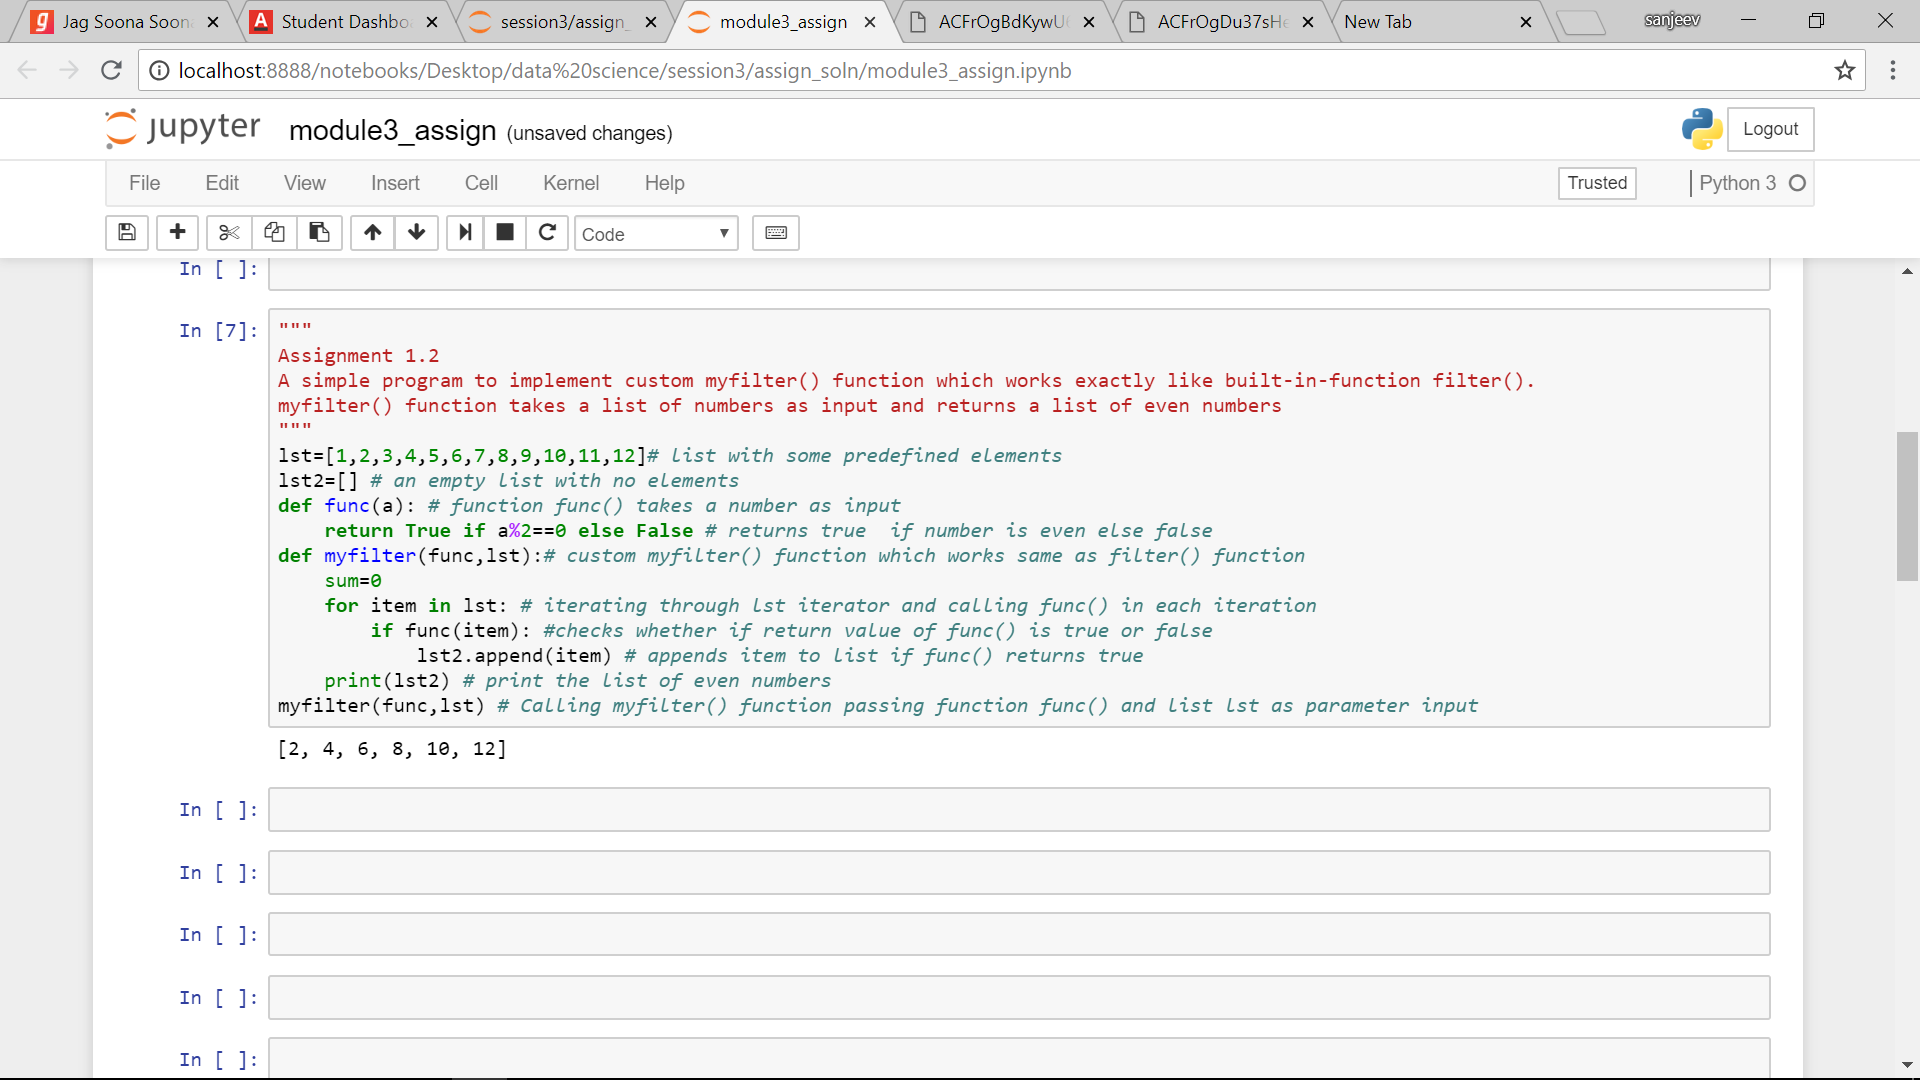 Jag Soona Soon
Student Dashbo
session3/assign_
module3_assign
ACFrOgBdKywU
ACFrOgDu37sHe
New Tab
sanjeev
localhost:8888/notebooks/Desktop/data%20science/session3/assign_soln/module3_assign.ipynb
jupyter module3_assign (unsaved changes)
Logout
File Edit View Insert Cell Kernel Help
Trusted
Python 3
Code
In [ ]:
In [7]:
"""
Assignment 1.2
A simple program to implement custom myfilter() function which works exactly like built-in-function filter().
myfilter() function takes a list of numbers as input and returns a list of even numbers
"""
lst=[1,2,3,4,5,6,7,8,9,10,11,12]# list with some predefined elements
lst2=[] # an empty list with no elements
def func(a): # function func() takes a number as input
    return True if a%2==0 else False # returns true  if number is even else false
def myfilter(func,lst):# custom myfilter() function which works same as filter() function
    sum=0
    for item in lst: # iterating through lst iterator and calling func() in each iteration
        if func(item): #checks whether if return value of func() is true or false
            lst2.append(item) # appends item to list if func() returns true
    print(lst2) # print the list of even numbers
myfilter(func,lst) # Calling myfilter() function passing function func() and list lst as parameter input
[2, 4, 6, 8, 10, 12]
In [ ]:
In [ ]:
In [ ]:
In [ ]:
In [ ]: